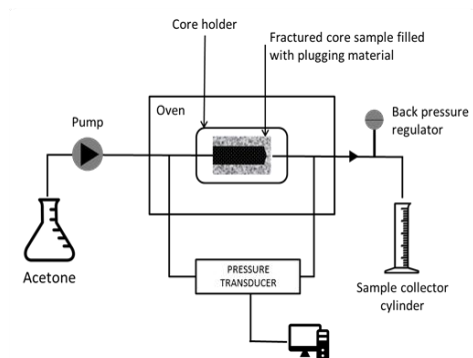 Core holder
Fractured core sample filled
with plugging material
Oven
Pump
Back pressure
regulator
Acetone
PRESSURE
TRANSDUCER
Sample collector
cylinder